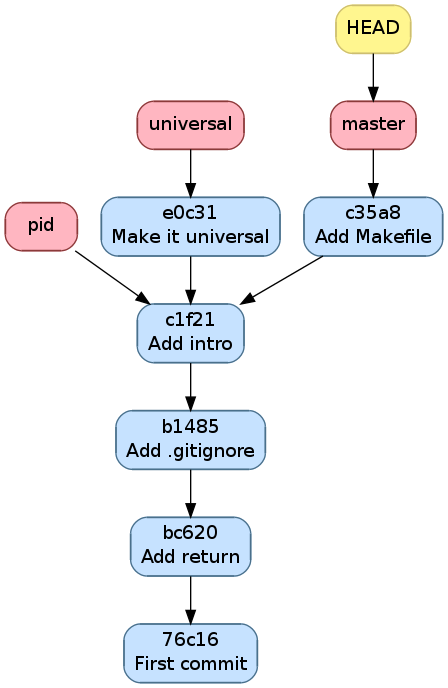 HEAD
universal
master
pid
e0c31
Make it universal
c35a8
Add Makefile
c1f21
Add intro
b1485
Add .gitignore
bc620
Add return
76c16
First commit